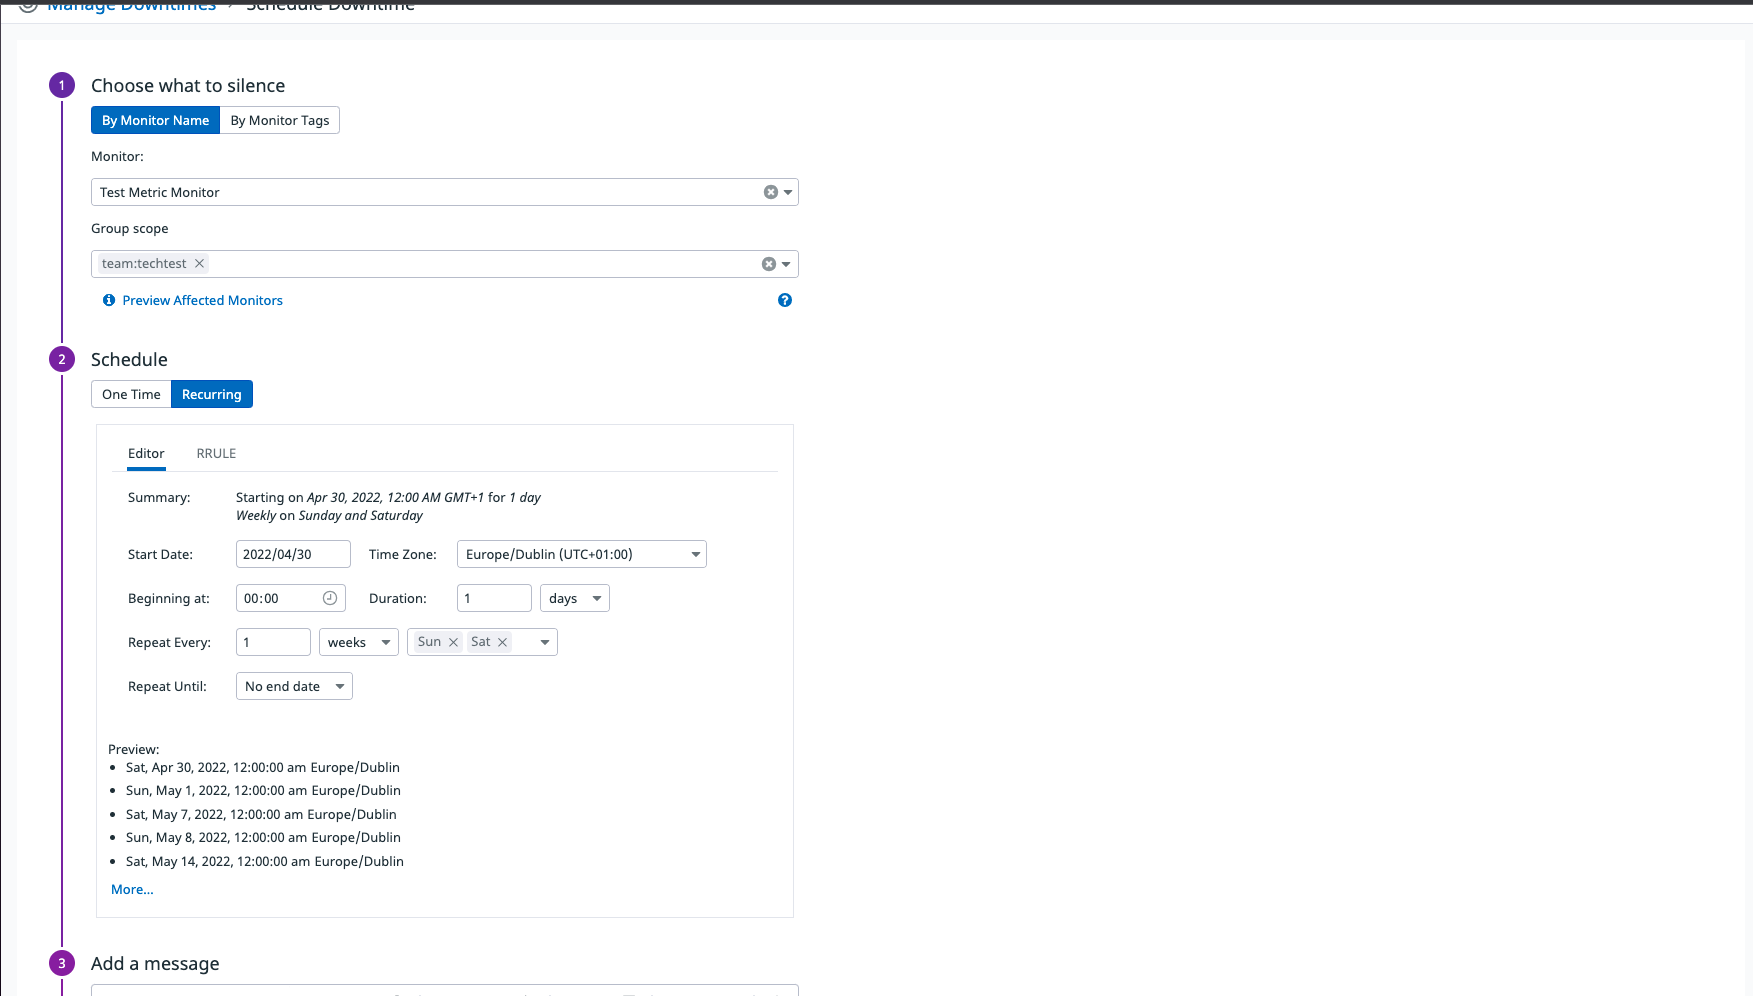 Manage Downtimes › Schedule Downtime
1 Choose what to silence
By Monitor Name By Monitor Tags
Monitor:
Test Metric Monitor
Group scope
team:techtest
Preview Affected Monitors
2 Schedule
One Time Recurring
Editor RRULE
Summary: Starting on Apr 30, 2022, 12:00 AM GMT+1 for 1 day
Weekly on Sunday and Saturday
Start Date: 2022/04/30 Time Zone: Europe/Dublin (UTC+01:00)
Beginning at: 00:00 Duration: 1 days
Repeat Every: 1 weeks Sun Sat
Repeat Until: No end date
Preview:
• Sat, Apr 30, 2022, 12:00:00 am Europe/Dublin
• Sun, May 1, 2022, 12:00:00 am Europe/Dublin
• Sat, May 7, 2022, 12:00:00 am Europe/Dublin
• Sun, May 8, 2022, 12:00:00 am Europe/Dublin
• Sat, May 14, 2022, 12:00:00 am Europe/Dublin
More...
3 Add a message